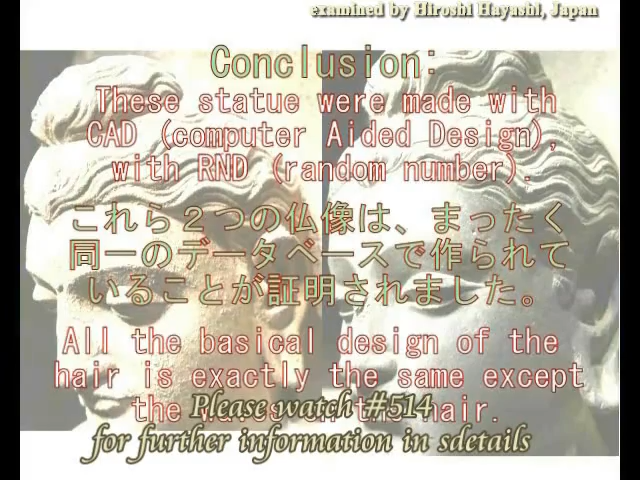 examined by Hiroshi Hayashi, Japan
Conclusion:
These statue were made with
CAD (computer Aided Design),
with RND (random number).
これら２つの仏像は、まったく
同一のデータベースで作られて
いることが証明されました。
All the basical design of the
hair is exactly the same except
the hair.
Please watch #514
for further information in sdetails